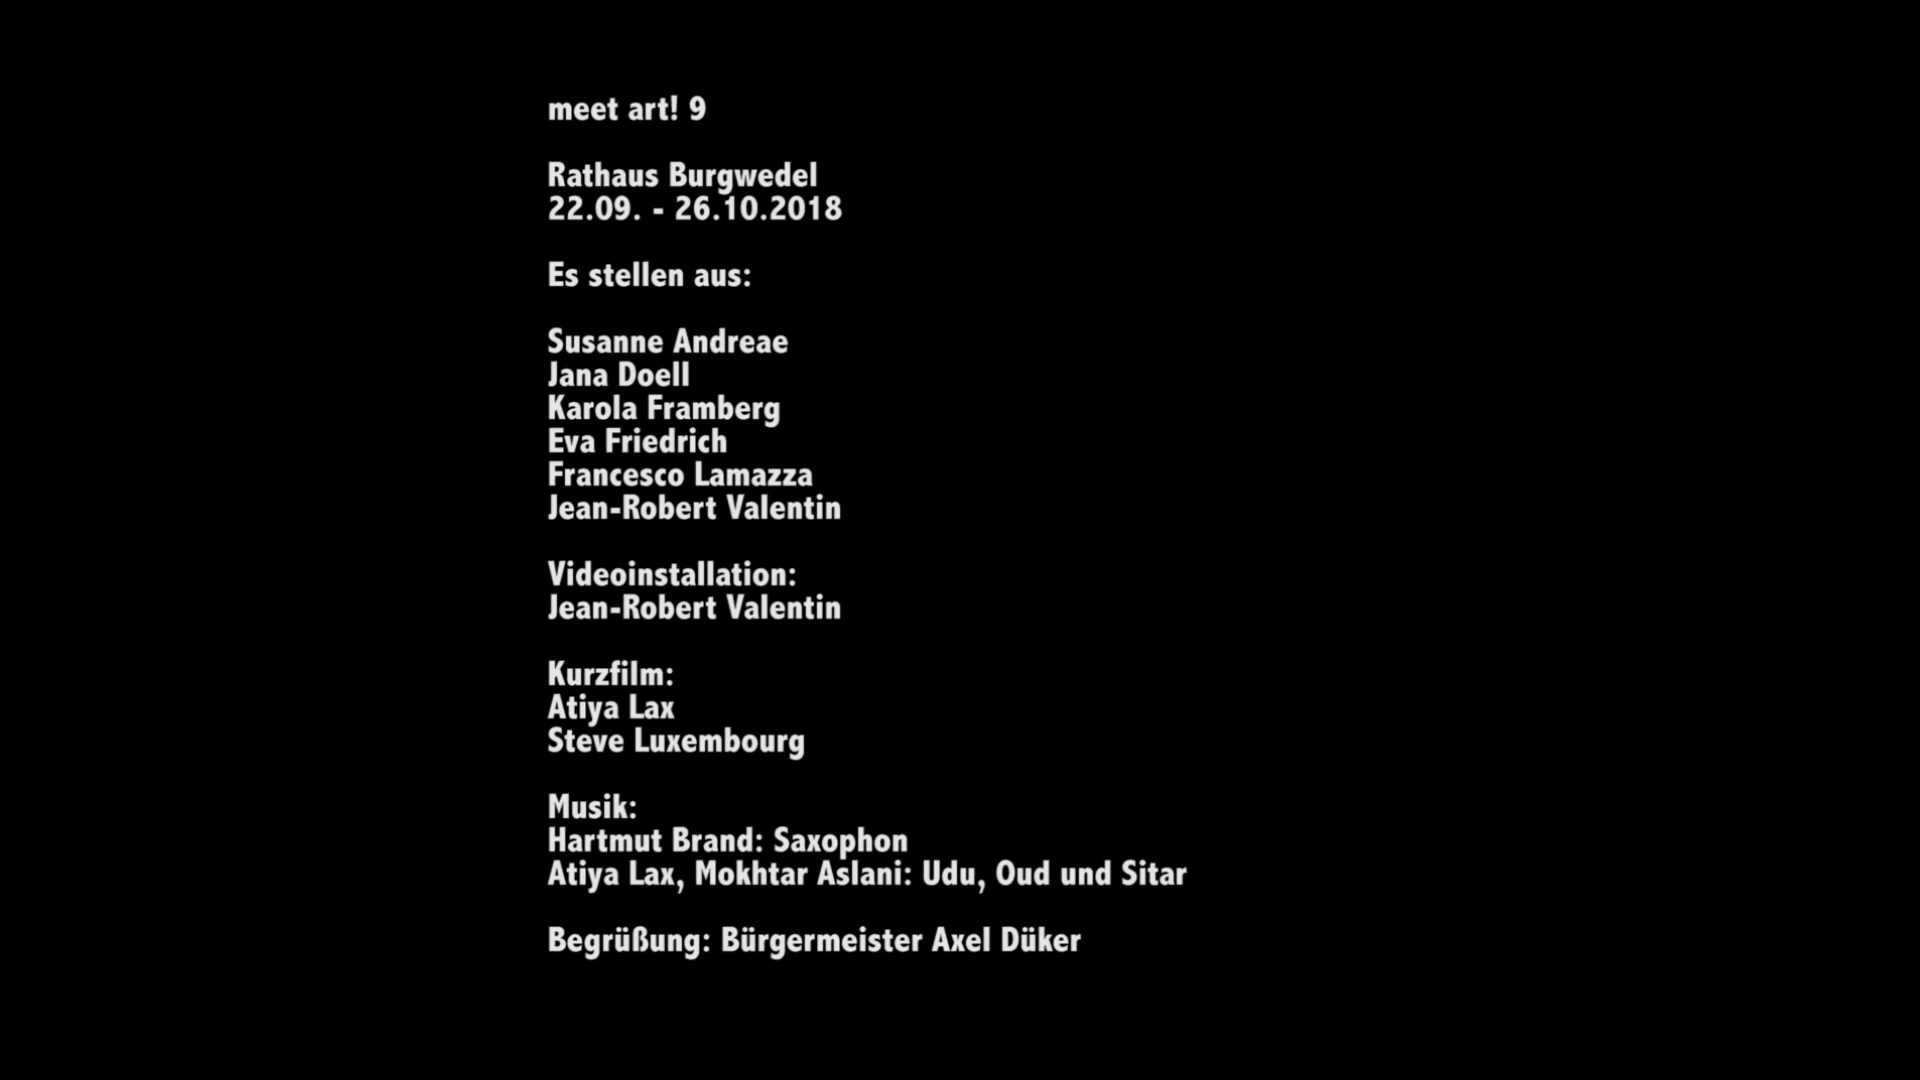 meet art! 9
Rathaus Burgwedel
22.09. - 26.10.2018
Es stellen aus:
Susanne Andreae
Jana Doell
Karola Framberg
Eva Friedrich
Francesco Lamazza
Jean-Robert Valentin
Videoinstallation:
Jean-Robert Valentin
Kurzfilm:
Atiya Lax
Steve Luxembourg
Musik:
Hartmut Brand: Saxophon
Atiya Lax, Mokhtar Aslani: Udu, Oud und Sitar
Begrüßung: Bürgermeister Axel Düker